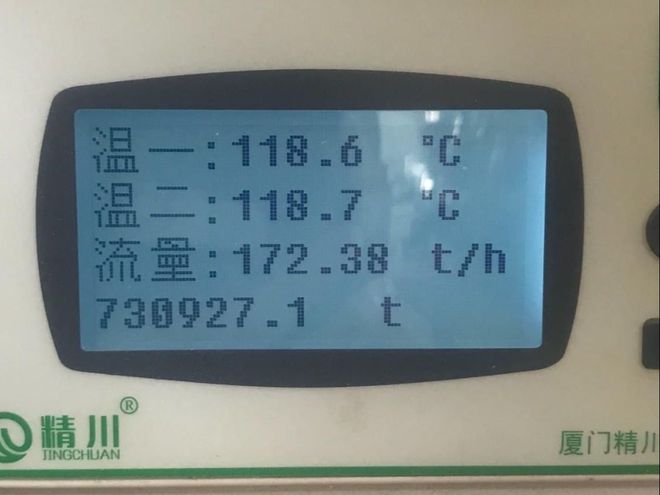 温一:118.6 ℃
温二:118.7 ℃
流量:172.38 t/h
730927.1 t
精川®
JINGCHUAN
厦门精川